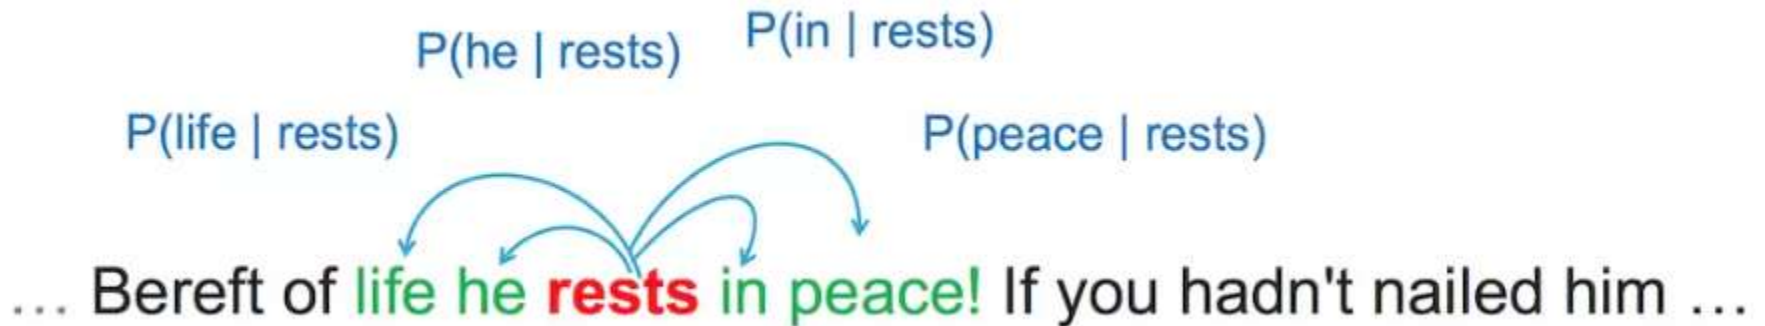 P(he | rests)
P(in | rests)
P(life | rests)
P(peace | rests)
... Bereft of life he rests in peace! If you hadn't nailed him ...